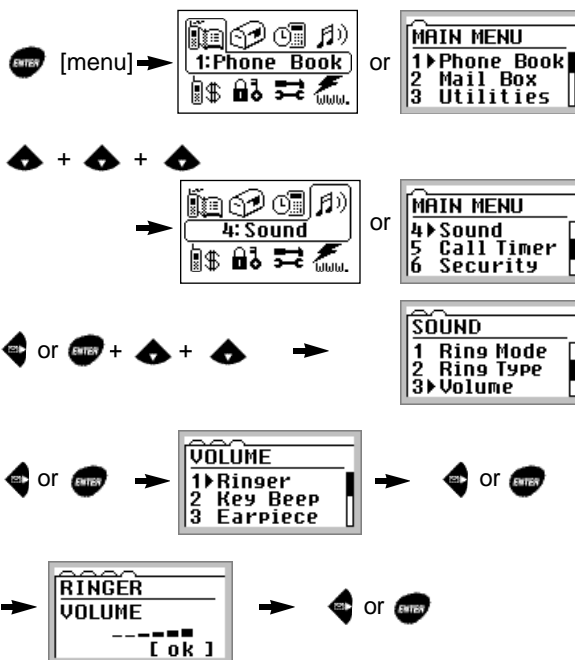 ENTER [menu] 1:Phone Book or MAIN MENU
1 Phone Book
2 Mail Box
3 Utilities
$ www.
+ +
4: Sound or MAIN MENU
4 Sound
5 Call Timer
6 Security
$ www.
or ENTER + +
SOUND
1 Ring Mode
2 Ring Type
3 Volume
or ENTER
VOLUME
1 Ringer
2 Key Beep
3 Earpiece
or ENTER
RINGER
VOLUME
[ ok ]
or ENTER